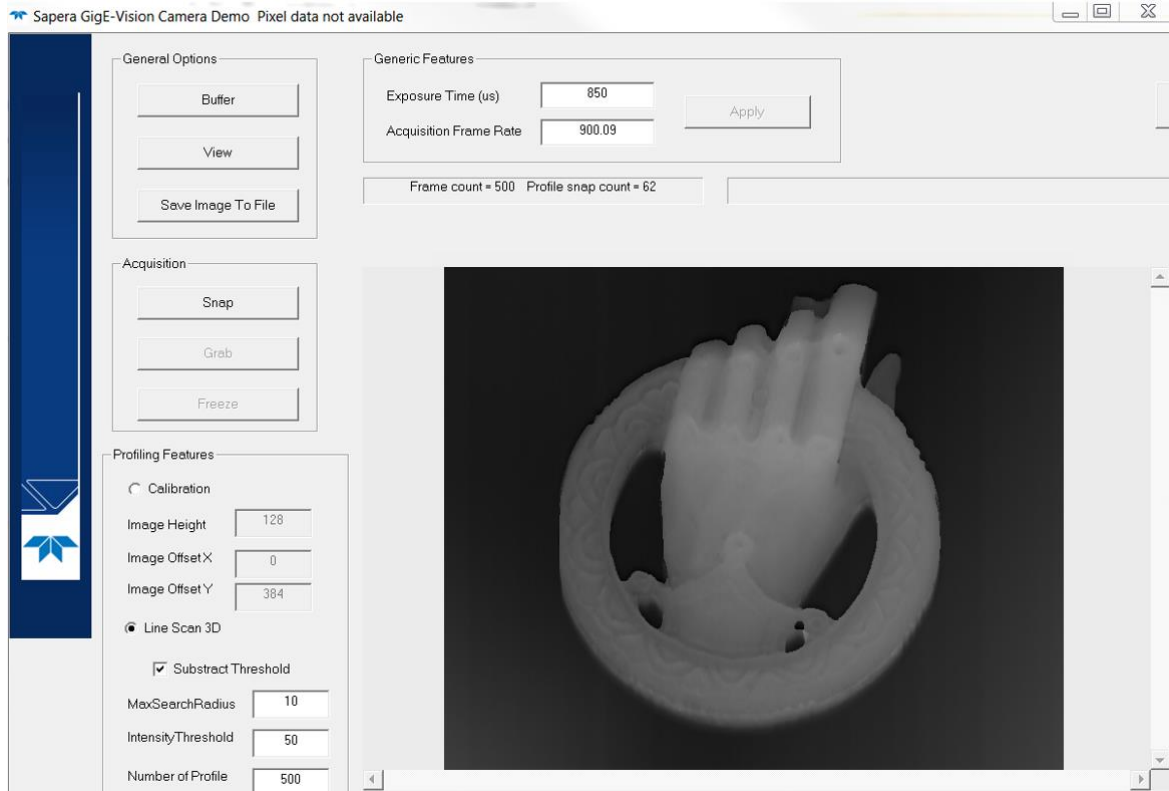 Sapera GigE-Vision Camera Demo Pixel data not available
General Options
Buffer
View
Save Image To File
Generic Features
Exposure Time (us) 850
Acquisition Frame Rate 900.09
Apply
Frame count = 500 Profile snap count = 62
Acquisition
Snap
Grab
Freeze
Profiling Features
Calibration
Image Height 128
Image Offset X 0
Image Offset Y 384
Line Scan 3D
Substract Threshold
MaxSearchRadius 10
IntensityThreshold 50
Number of Profile 500